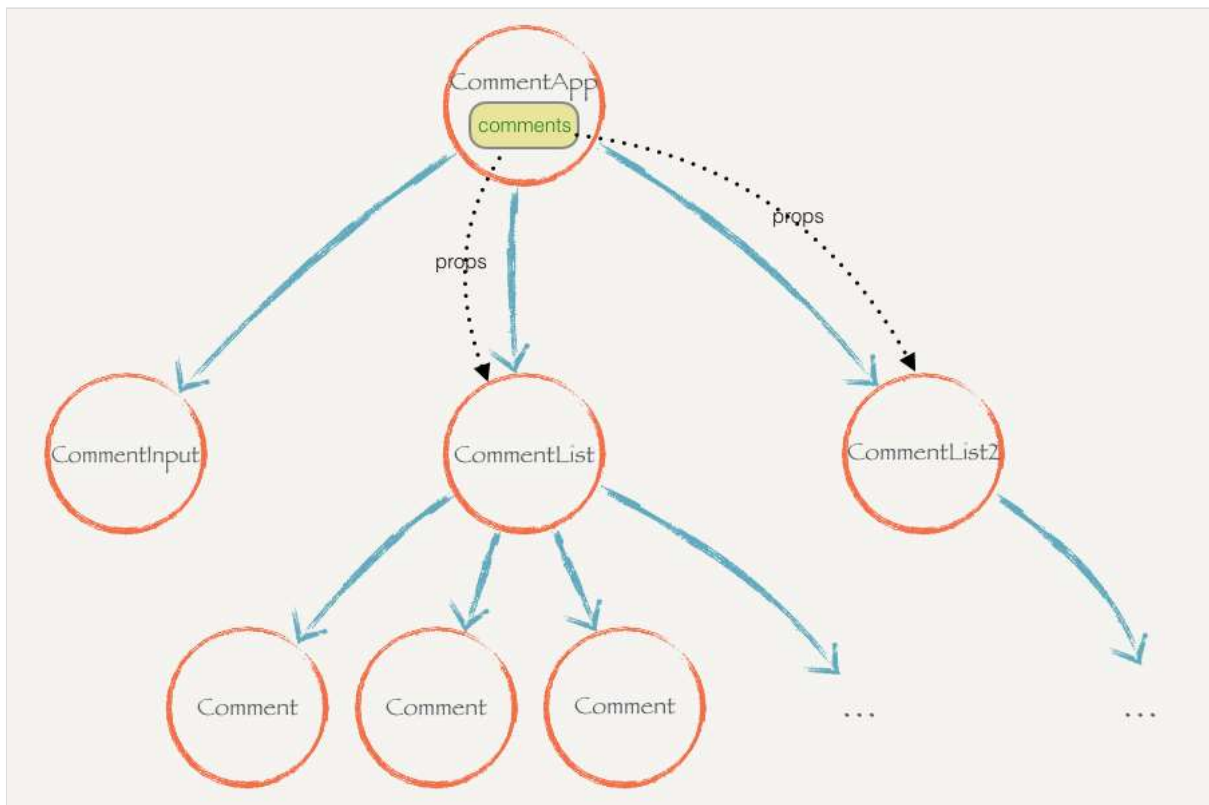 CommentApp
comments
props
props
CommentInput
CommentList
CommentList2
Comment
Comment
Comment
...
...